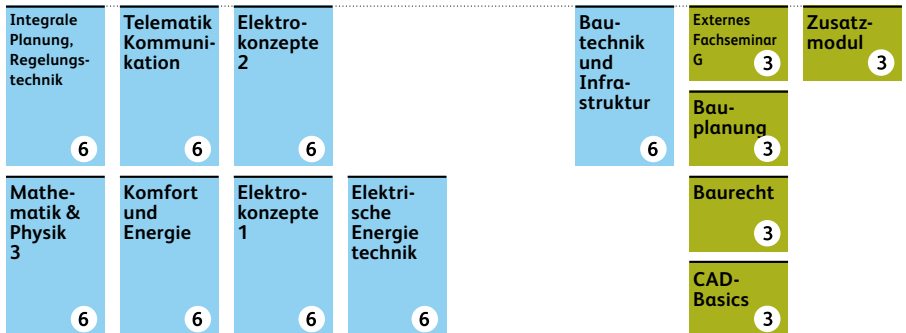 Integrale
Planung,
Regelungs-
technik
6
Telematik
Kommuni-
kation
6
Elektro-
konzepte
2
6
Bau-
technik
und
Infra-
struktur
6
Externes
Fachseminar
G
3
Zusatz-
modul
3
Bau-
planung
3
Mathe-
matik &
Physik
3
6
Komfort
und
Energie
6
Elektro-
konzepte
1
6
Elektri-
sche
Energie
technik
6
Baurecht
3
CAD-
Basics
3